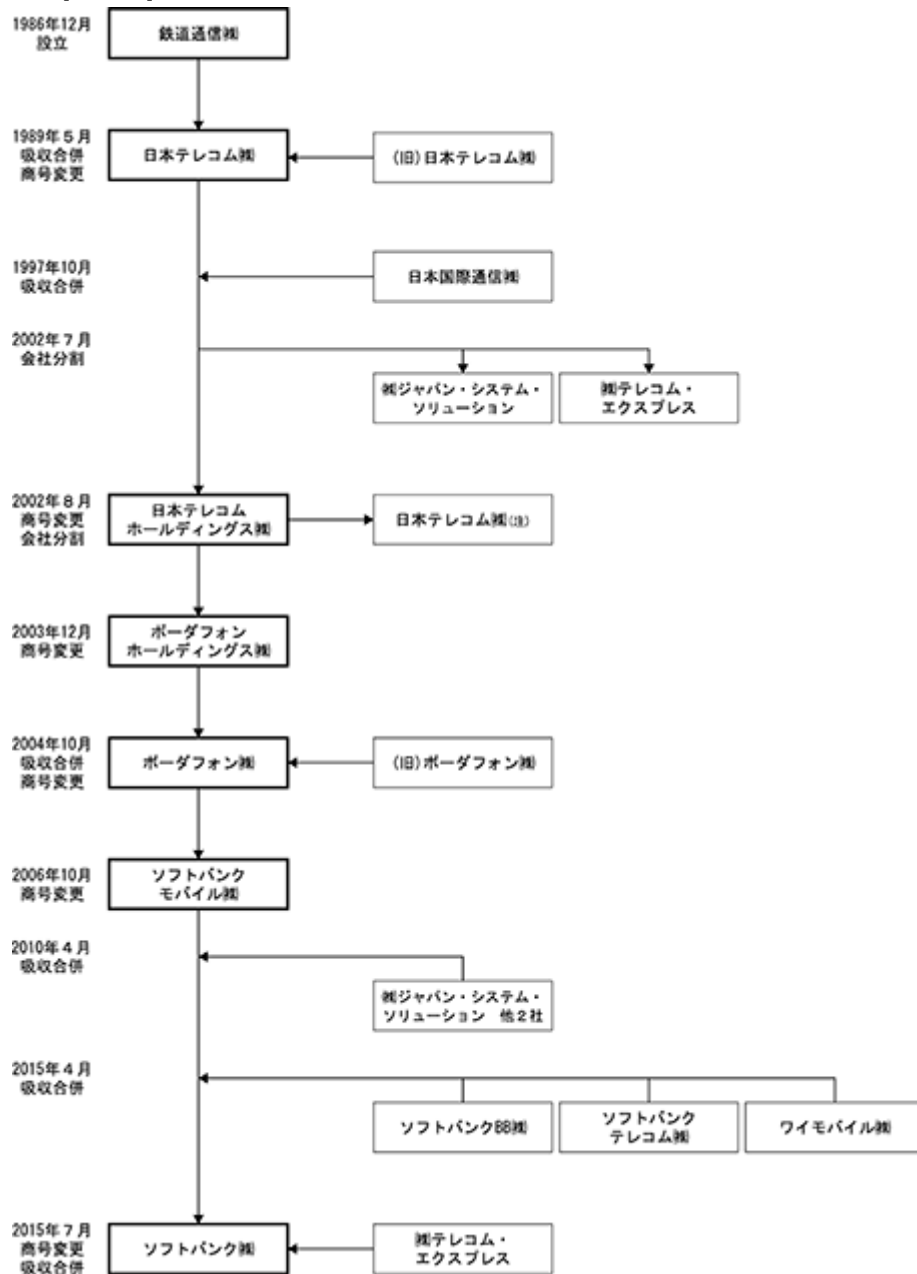 1986年12月
設立
鉄道通信㈱
1989年5月
吸収合併
商号変更
日本テレコム㈱
(旧)日本テレコム㈱
1997年10月
吸収合併
日本国際通信㈱
2002年7月
会社分割
㈱ジャパン・システム・
ソリューション
㈱テレコム・
エクスプレス
2002年8月
商号変更
会社分割
日本テレコム
ホールディングス㈱
日本テレコム㈱(注)
2003年12月
商号変更
ボーダフォン
ホールディングス㈱
2004年10月
吸収合併
商号変更
ボーダフォン㈱
(旧)ボーダフォン㈱
2006年10月
商号変更
ソフトバンク
モバイル㈱
2010年4月
吸収合併
㈱ジャパン・システム・
ソリューション 他2社
2015年4月
吸収合併
ソフトバンクBB㈱
ソフトバンク
テレコム㈱
ワイモバイル㈱
2015年7月
商号変更
吸収合併
ソフトバンク㈱
㈱テレコム・
エクスプレス